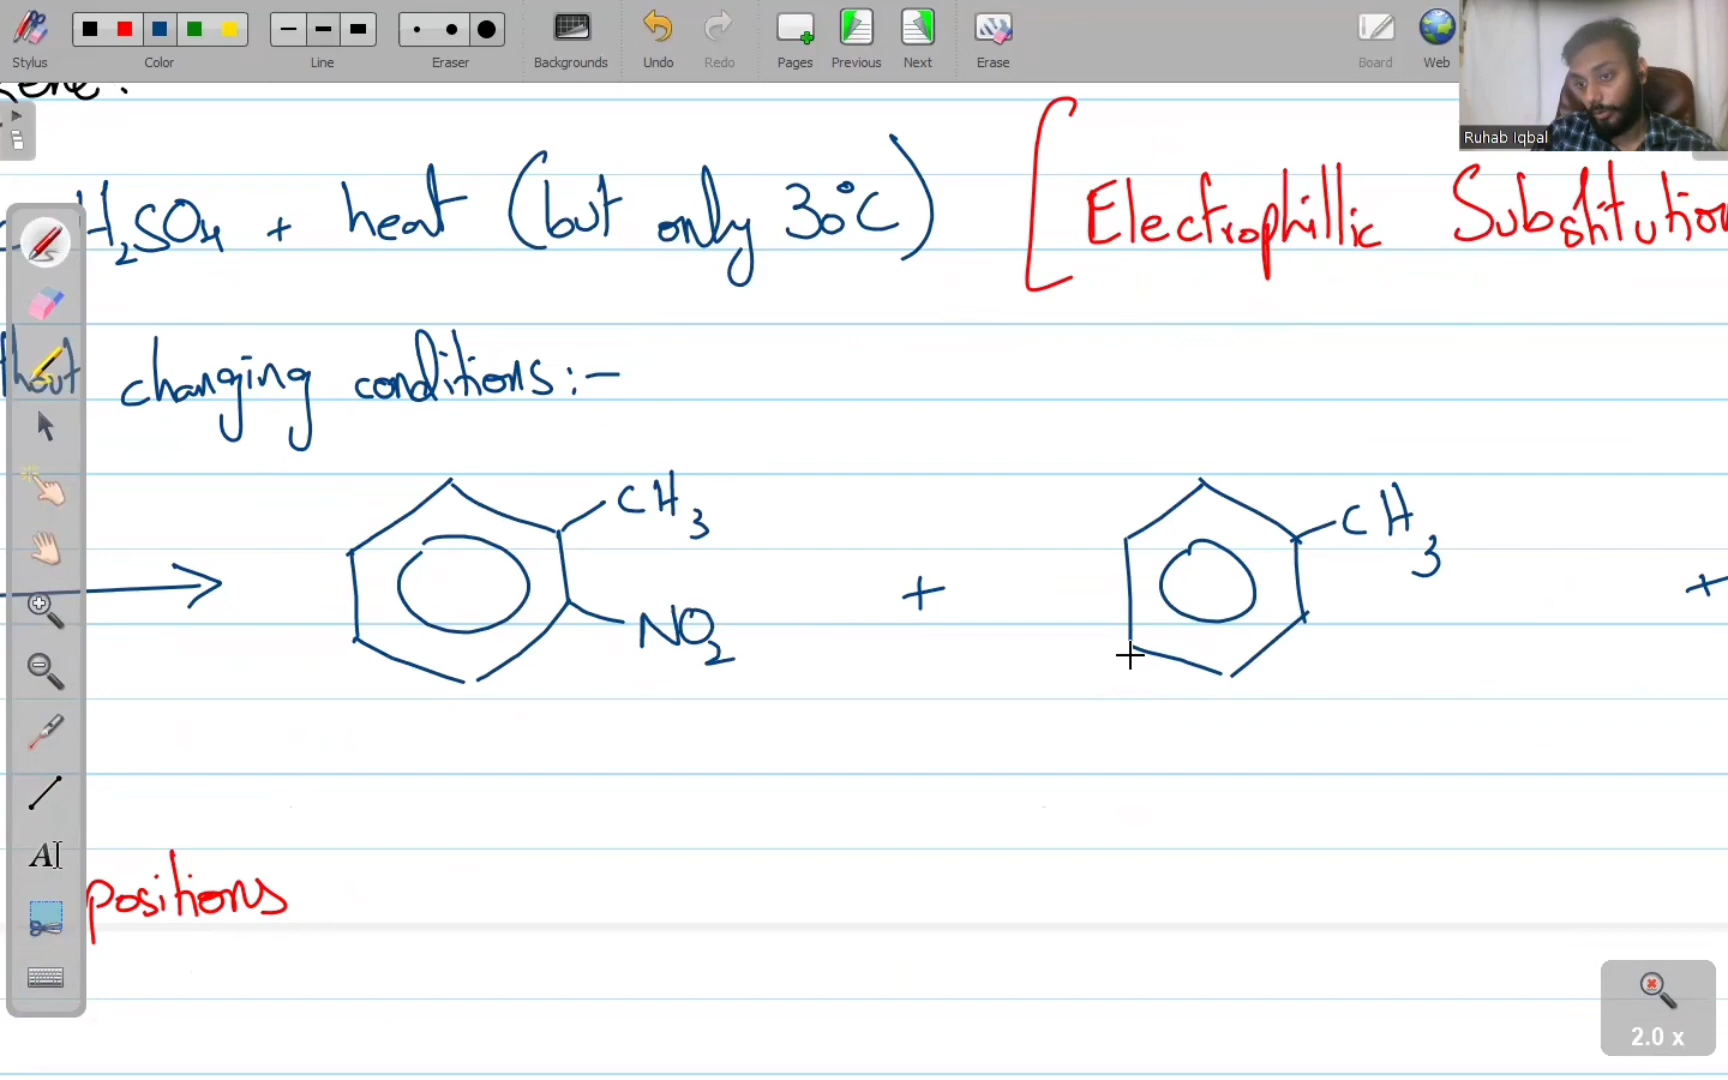 Stylus Color Line Eraser Backgrounds Undo Redo Pages Previous Next Erase Board Web
Ruhab Iqbal
H2SO4 + heat (but only 30°C) [Electrophillic Substitution
changing conditions:-
CH3 CH3
+ +
NO2
positions
2.0 x